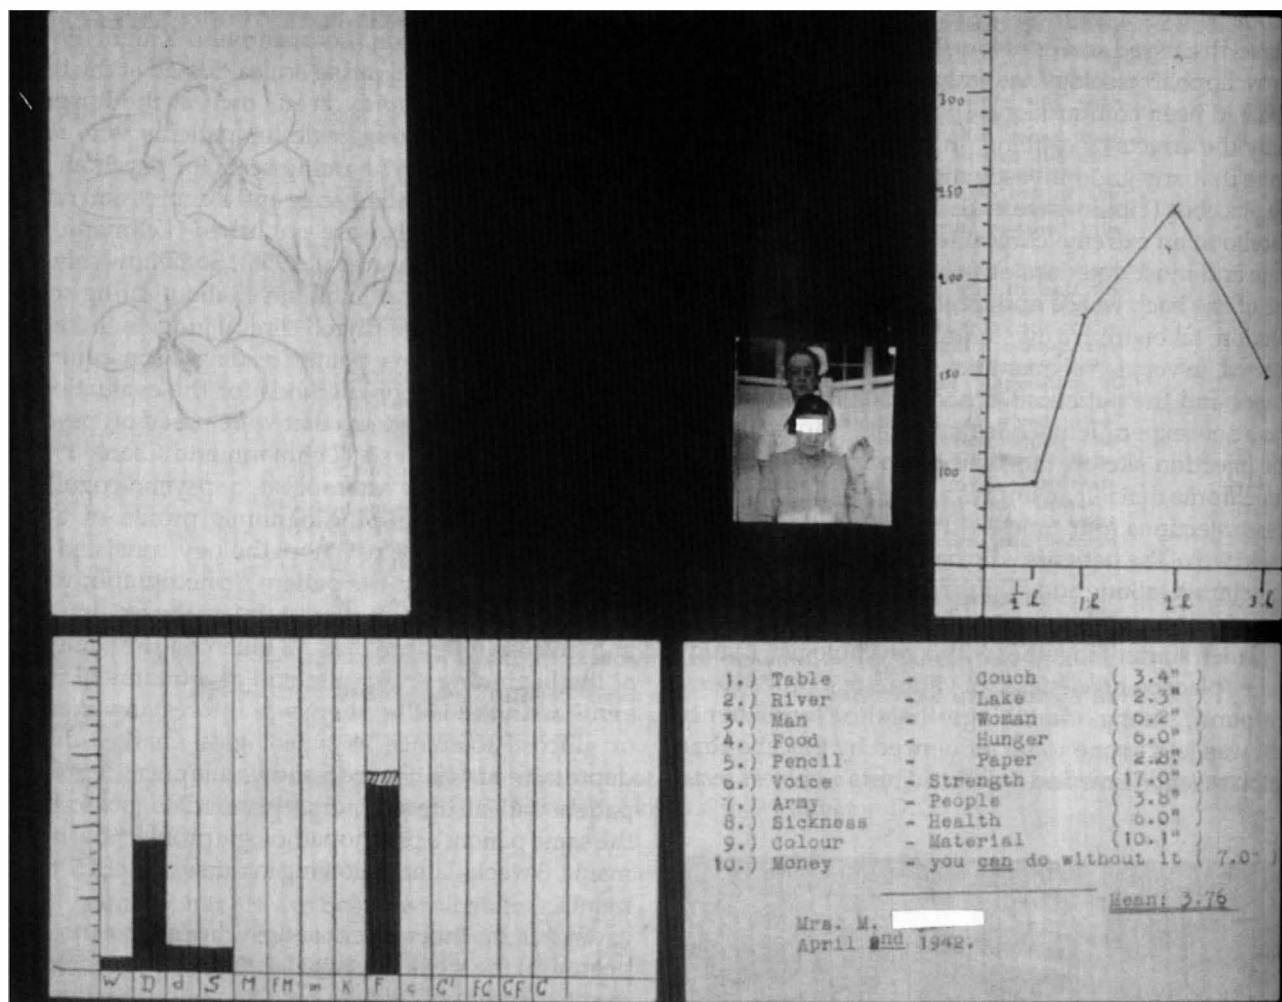 300
250
200
150
100
½ h 1 h 2 h 3 h
W D d S M FM m K F c C' FC CF C
1.) Table - Couch ( 3.4" )
2.) River - Lake ( 2.3" )
3.) Man - Woman ( 6.2" )
4.) Food - Hunger ( 6.0" )
5.) Pencil - Paper ( 2.2" )
6.) Voice - Strength ( 17.0" )
7.) Army - People ( 3.8" )
8.) Sickness - Health ( 6.0" )
9.) Colour - Material ( 10.1" )
10.) Money - you can do without it ( 7.0" )
Mean: 3.76
Mrs. M.
April 2nd 1942.